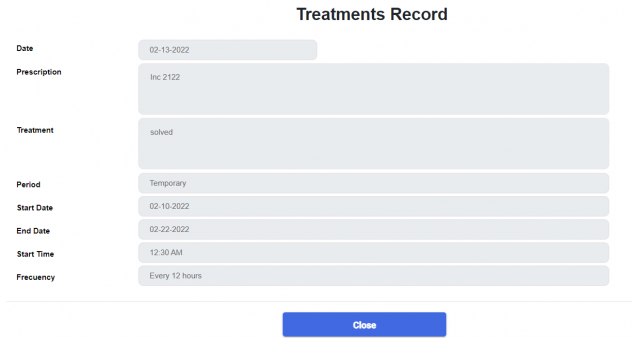 Treatments Record
Date 02-13-2022
Prescription Inc 2122
Treatment solved
Period Temporary
Start Date 02-10-2022
End Date 02-22-2022
Start Time 12:30 AM
Frecuency Every 12 hours
Close